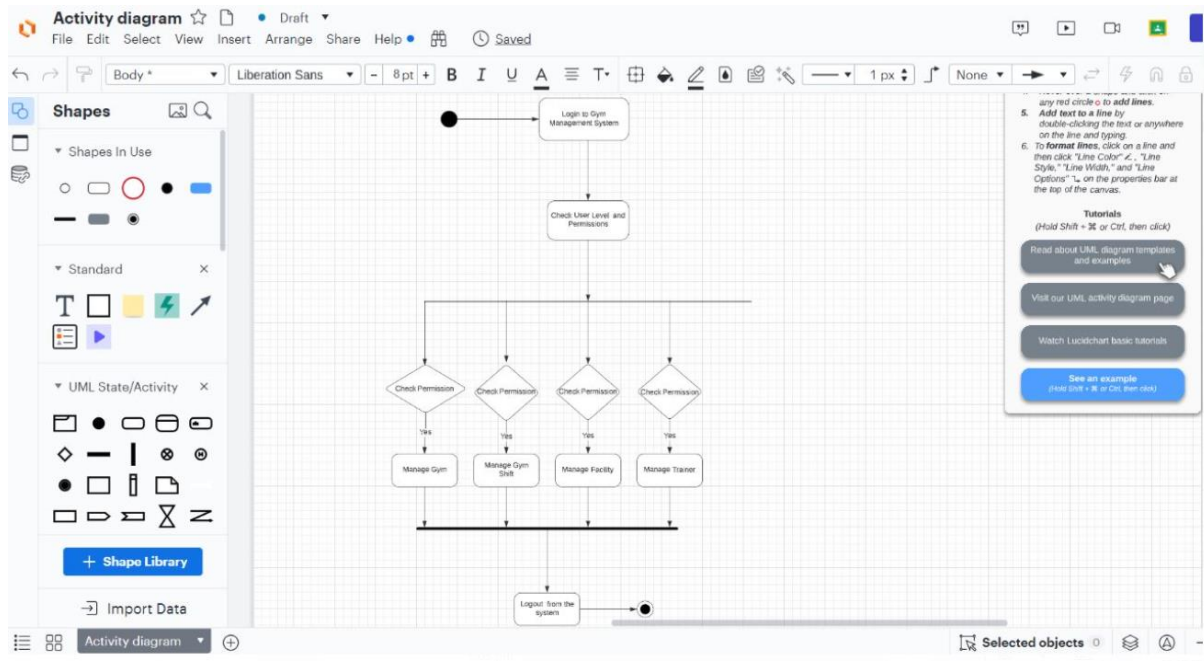 Activity diagram
Draft
File Edit Select View Insert Arrange Share Help
Saved
Body *
Liberation Sans
- 8 pt +
B I U A
T
1 px
None
Shapes
Shapes In Use
Standard
T
UML State/Activity
+ Shape Library
Import Data
Login to Gym
Management System
Check User Level and
Permissions
Check Permission
Check Permission
Check Permission
Check Permission
Yes
Yes
Yes
Yes
Manage Gym
Manage Gym
Shift
Manage Facility
Manage Trainer
Logout from the
system
any red circle to add lines.
5. Add text to a line by
double-clicking the text or anywhere
on the line and typing.
6. To format lines, click on a line and
then click "Line Color" , "Line
Style," "Line Width," and "Line
Options" on the properties bar at
the top of the canvas.
Tutorials
(Hold Shift + ⌘ or Ctrl, then click)
Read about UML diagram templates
and examples
Visit our UML activity diagram page
Watch Lucidchart basic tutorials
See an example
(Hold Shift + ⌘ or Ctrl, then click)
Activity diagram
Selected objects 0